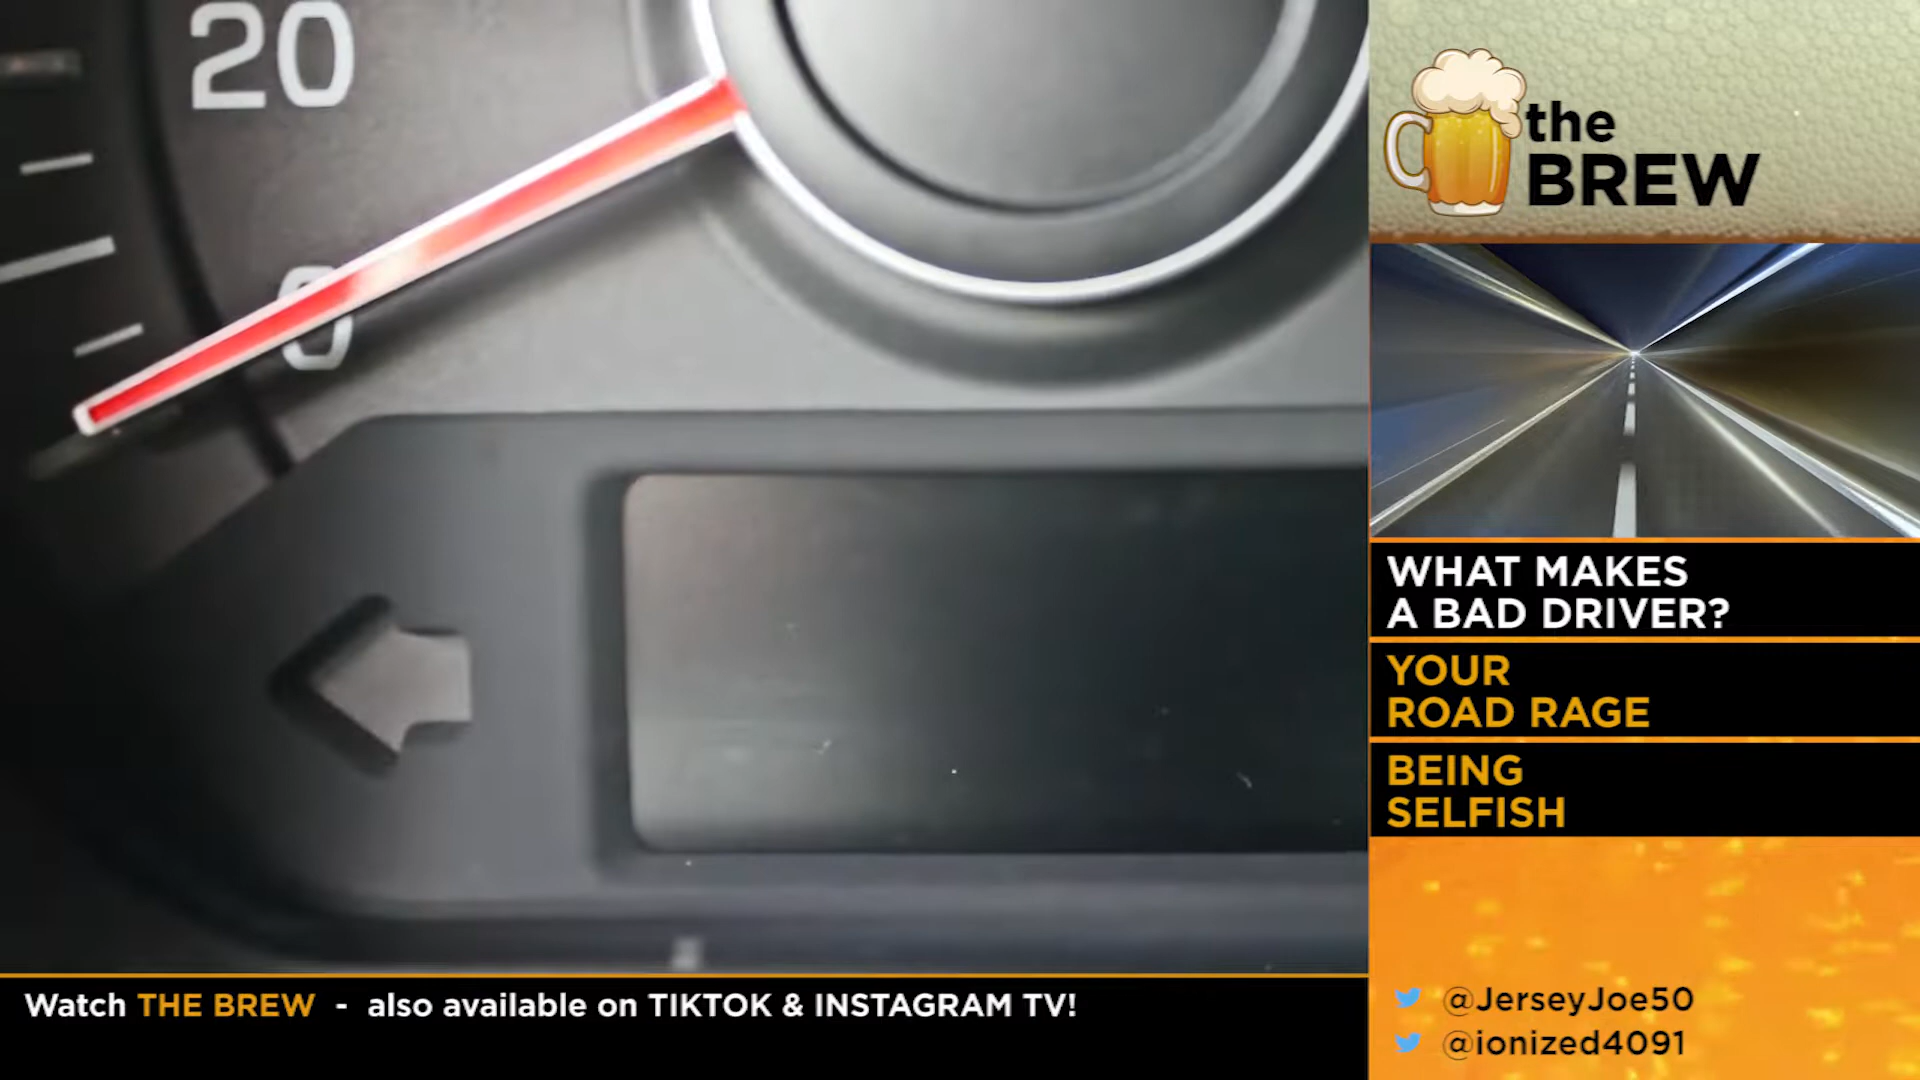 20
0
the
BREW
WHAT MAKES
A BAD DRIVER?
YOUR
ROAD RAGE
BEING
SELFISH
@JerseyJoe50
@ionized4091
Watch THE BREW - also available on TIKTOK & INSTAGRAM TV!